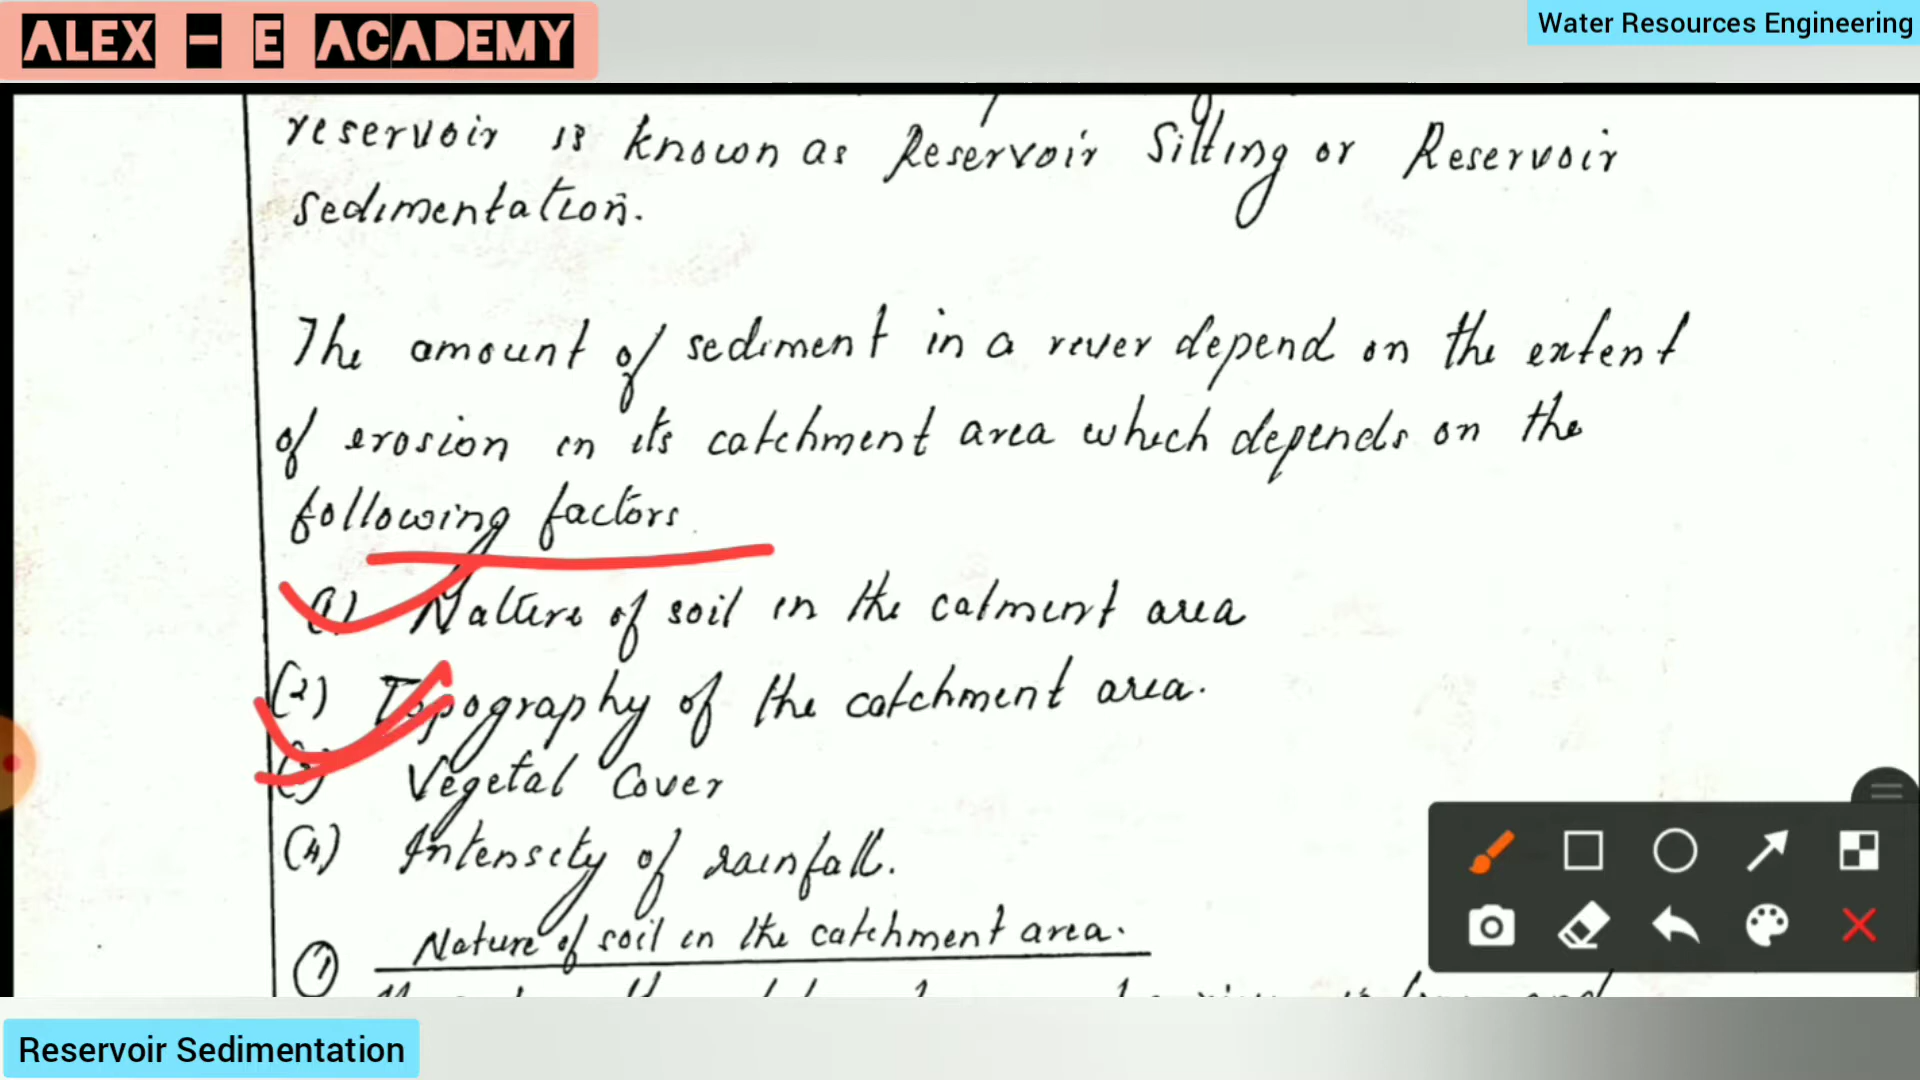 ALEX - E ACADEMY
Water Resources Engineering
reservoir is known as Reservoir Silting or Reservoir
sedimentation.
The amount of sediment in a river depend on the extent
of erosion in its catchment area which depends on the
following factors
(1) Nature of soil in the catment area
(2) Topography of the catchment area.
(3) Vegetal Cover
(4) Intensity of rainfall.
(1) Nature of soil in the catchment area.
Reservoir Sedimentation